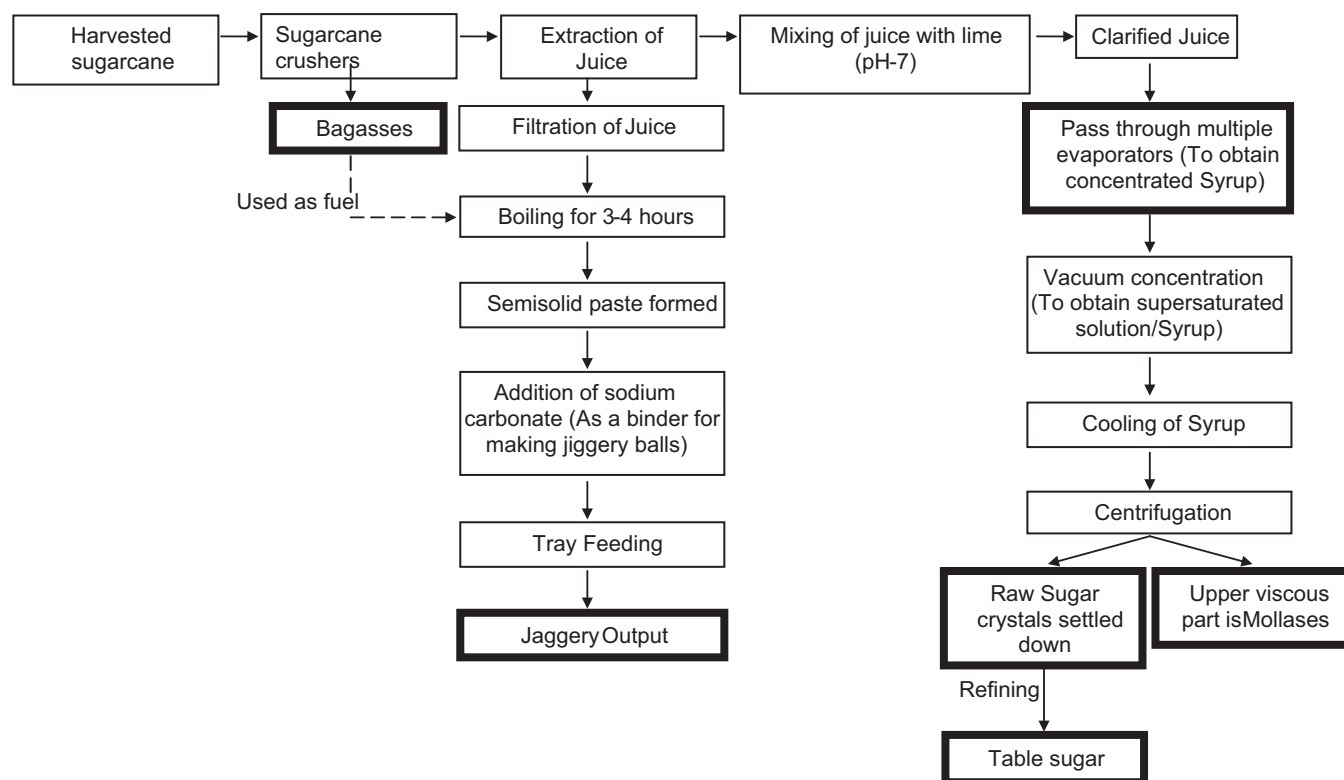 Harvested
sugarcane
Sugarcane
crushers
Extraction of
Juice
Mixing of juice with lime
(pH-7)
Clarified Juice
Bagasses
Used as fuel
Filtration of Juice
Boiling for 3-4 hours
Semisolid paste formed
Addition of sodium
carbonate (As a binder for
making jiggery balls)
Tray Feeding
Jaggery Output
Pass through multiple
evaporators (To obtain
concentrated Syrup)
Vacuum concentration
(To obtain supersaturated
solution/Syrup)
Cooling of Syrup
Centrifugation
Raw Sugar
crystals settled
down
Upper viscous
part isMollases
Refining
Table sugar